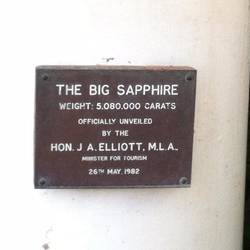 THE BIG SAPPHIRE
WEIGHT: 5,080,000 CARATS
OFFICIALLY UNVEILED
BY THE
HON. J A. ELLIOTT, M.L.A.,
MINISTER FOR TOURISM
26TH MAY, 1982